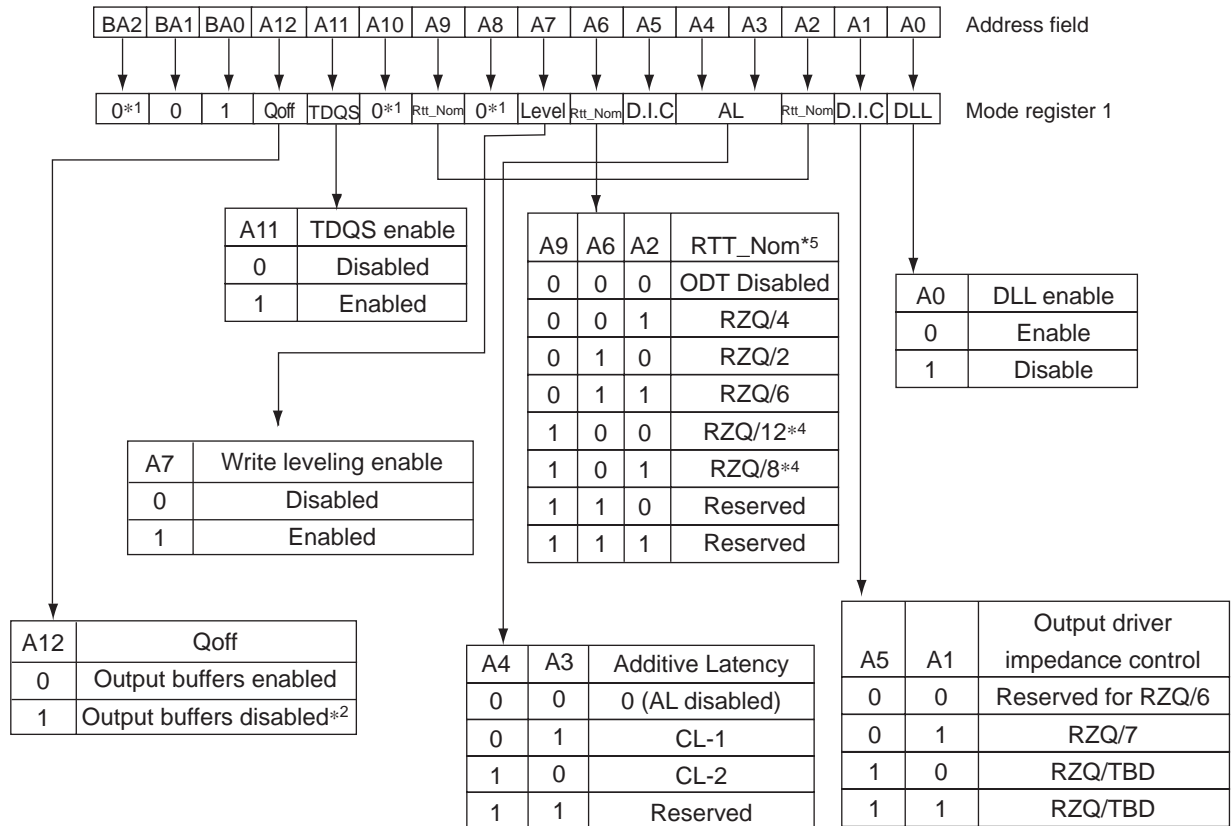 BA2 BA1 BA0 A12 A11 A10 A9 A8 A7 A6 A5 A4 A3 A2 A1 A0 Address field
0*1 0 1 Qoff TDQS 0*1 Rtt_Nom 0*1 Level Rtt_Nom D.I.C AL Rtt_Nom D.I.C DLL Mode register 1
A11 TDQS enable
0 Disabled
1 Enabled
A9 A6 A2 RTT_Nom*5
0 0 0 ODT Disabled
0 0 1 RZQ/4
0 1 0 RZQ/2
0 1 1 RZQ/6
1 0 0 RZQ/12*4
1 0 1 RZQ/8*4
1 1 0 Reserved
1 1 1 Reserved
A0 DLL enable
0 Enable
1 Disable
A7 Write leveling enable
0 Disabled
1 Enabled
A12 Qoff
0 Output buffers enabled
1 Output buffers disabled*2
A4 A3 Additive Latency
0 0 0 (AL disabled)
0 1 CL-1
1 0 CL-2
1 1 Reserved
Output driver
A5 A1 impedance control
0 0 Reserved for RZQ/6
0 1 RZQ/7
1 0 RZQ/TBD
1 1 RZQ/TBD